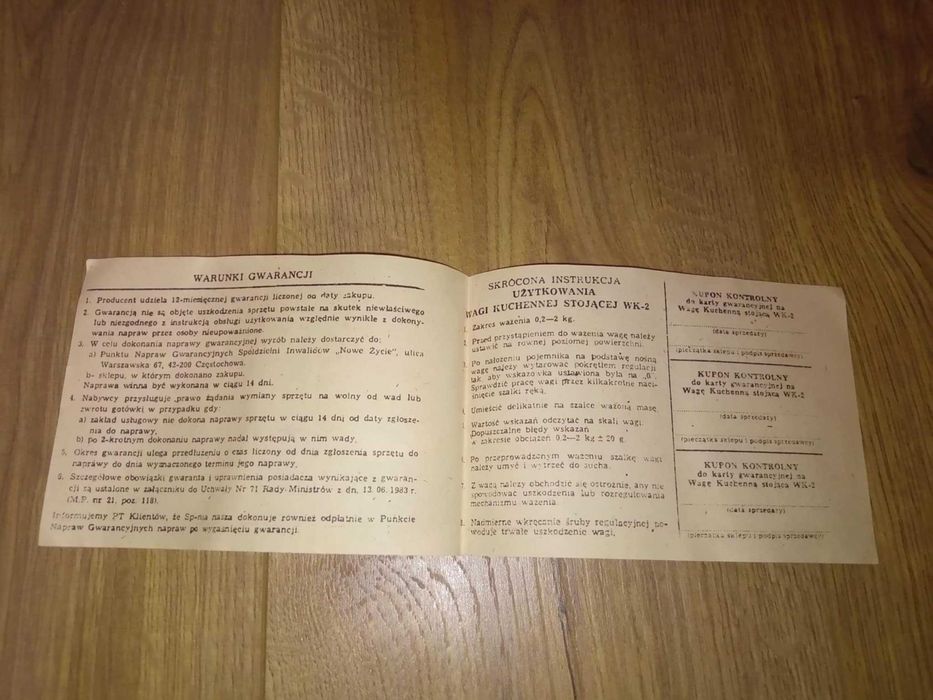 WARUNKI GWARANCJI
1. Producent udziela 12-miesięcznej gwarancji liczonej od daty zakupu.
2. Gwarancją nie są objęte uszkodzenia sprzętu powstałe na skutek niewłaściwego
lub niezgodnego z instrukcją obsługi użytkowania względnie wynikłe z dokony-
wania napraw przez osoby nieupoważnione.
3. W celu dokonania naprawy gwarancyjnej wyrób należy dostarczyć do:
a) Punktu Napraw Gwarancyjnych Spółdzielni Inwalidów „Nowe Życie", ulica
Warszawska 67, 42-200 Częstochowa.
b- sklepu, w którym dokonano zakupu.
Naprawa winna być wykonana w ciągu 14 dni.
4. Nabywcy przysługuje prawo żądania wymiany sprzętu na wolny od wad lub
zwrotu gotówki w przypadku gdy:
a) zakład usługowy nie dokona naprawy sprzętu w ciągu 14 dni od daty zgłosze-
nia do naprawy,
b) po 2-krotnym dokonaniu naprawy nadal występują w nim wady.
5. Okres gwarancji ulega przedłużeniu o czas liczony od dnia zgłoszenia sprzętu do
naprawy do dnia wyznaczonego terminu jego naprawy.
6. Szczegółowe obowiązki gwaranta i uprawnienia posiadacza wynikające z gwaran-
cji są ustalone w załączniku do Uchwały Nr 71 Rady Ministrów z dn. 13. 06. 1983 r
(M.P. nr 21, poz. 118).
Informujemy PT Klientów, że Sp-nia nasza dokonuje również odpłatnie w Punkcie
Napraw Gwarancyjnych napraw po wygaśnięciu gwarancji.
SKRÓCONA INSTRUKCJA
UŻYTKOWANIA
WAGI KUCHENNEJ STOJĄCEJ WK-2
Zakres ważenia 0,2—2 kg.
Przed przystąpieniem do ważenia wagę należy
ustawić na równej poziomej powierzchni.
Po nałożeniu pojemnika na podstawę nośną
wagę należy wytarować pokrętłem regulacji
tak aby wskazówka ustawiona była na „0".
Sprawdzić pracę wagi przez kilkakrotne naci-
śnięcie szalki ręką.
Umieścić delikatnie na szalce ważoną masę.
Wartość wskazań odczytać na skali wagi
Dopuszczalne błędy wskazań
w zakresie obciążeń 0,2—2 kg ± 20 g.
Po przeprowadzonym ważeniu szalkę wagi
należy umyć i wytrzeć do sucha.
7. Z wagą należy obchodzić się ostrożnie, aby nie
spowodować uszkodzenia lub rozregulowania
mechanizmu ważenia
Nadmierne wkręcanie śruby regulacyjnej po-
woduje trwałe uszkodzenie wagi.
KUPON KONTROLNY
do karty gwarancyjnej na
Wagę Kuchenną stojącą WK-2
(data sprzedaży)
(pieczątka sklepu i podpis sprzedawcy)
KUPON KONTROLNY
do karty gwarancyjnej na
Wagę Kuchenną stojącą WK-2
(data sprzedaży)
(pieczątka sklepu i podpis sprzedawcy)
KUPON KONTROLNY
do karty gwarancyjnej na
Wagę Kuchenną stojącą WK-2
(data sprzedaży)
(pieczątka sklepu i podpis sprzedawcy)